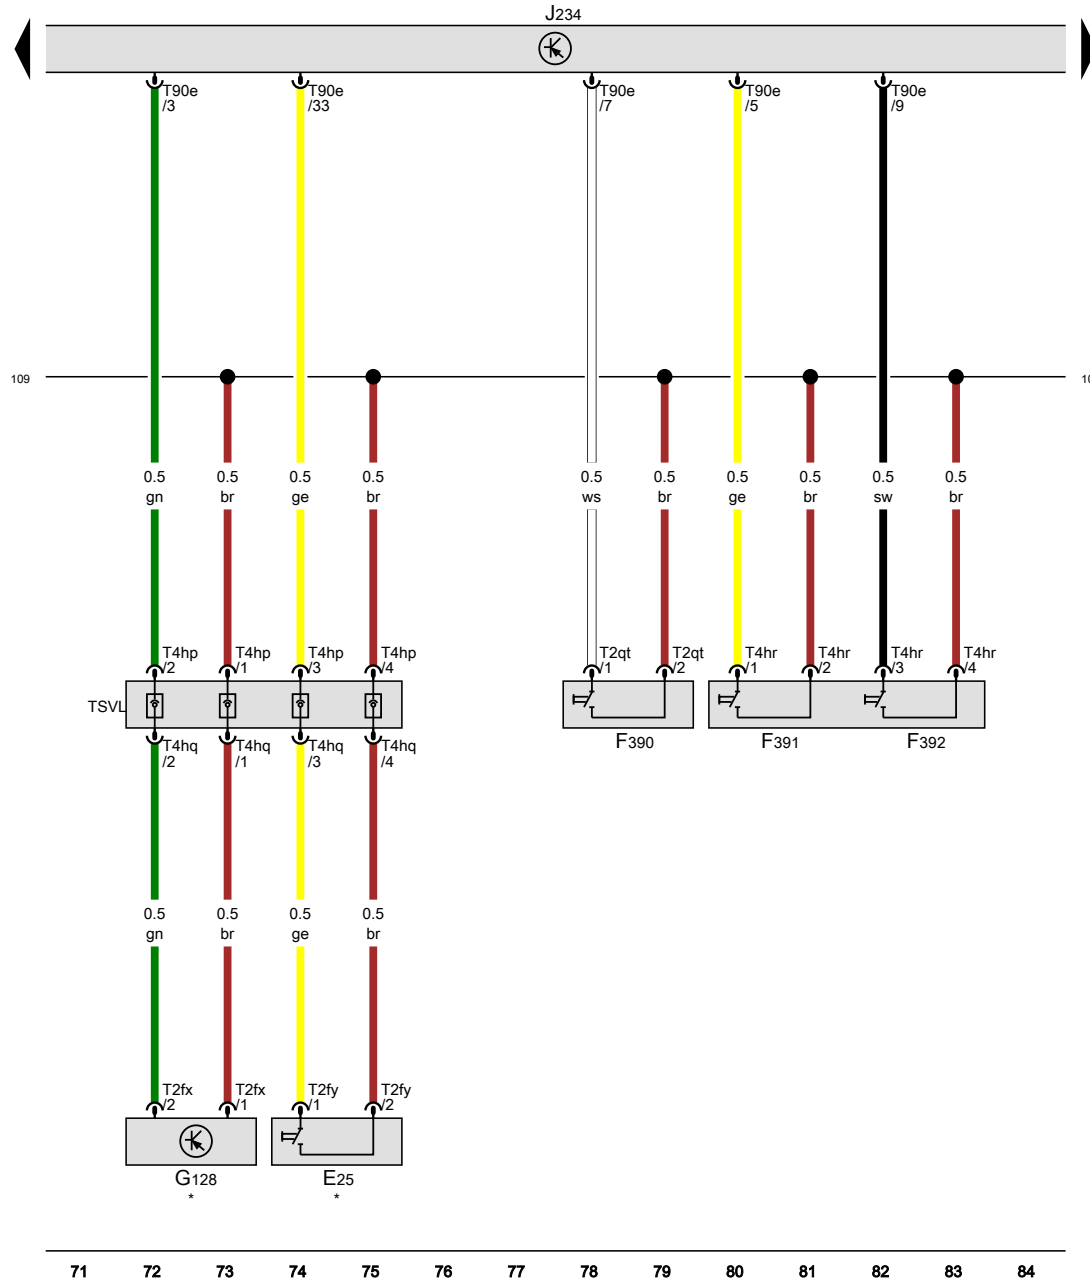 J234
T90e T90e T90e T90e T90e
/3 /33 /7 /5 /9
109 10
0.5 0.5 0.5 0.5 0.5 0.5 0.5 0.5 0.5 0.5
gn br ge br ws br ge br sw br
T4hp T4hp T4hp T4hp T2qt T2qt T4hr T4hr T4hr T4hr
/2 /1 /3 /4 /1 /2 /1 /2 /3 /4
TSVL
F390 F391 F392
T4hq T4hq T4hq T4hq
/2 /1 /3 /4
0.5 0.5 0.5 0.5
gn br ge br
T2fx T2fx T2fy T2fy
/2 /1 /1 /2
G128 E25
* *
71 72 73 74 75 76 77 78 79 80 81 82 83 84